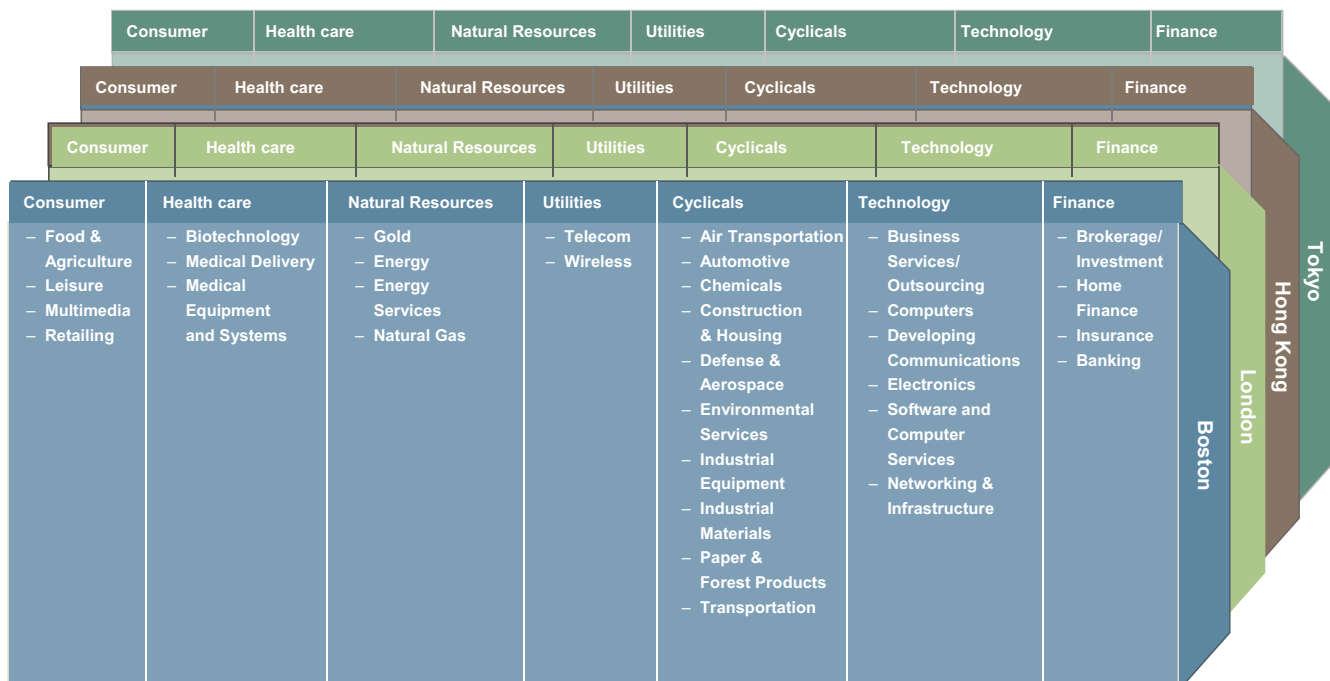 Consumer Health care Natural Resources Utilities Cyclicals Technology Finance
Consumer Health care Natural Resources Utilities Cyclicals Technology Finance
Consumer Health care Natural Resources Utilities Cyclicals Technology Finance
Consumer Health care Natural Resources Utilities Cyclicals Technology Finance
– Food &
Agriculture
– Leisure
– Multimedia
– Retailing
– Biotechnology
– Medical Delivery
– Medical
Equipment
and Systems
– Gold
– Energy
– Energy
Services
– Natural Gas
– Telecom
– Wireless
– Air Transportation
– Automotive
– Chemicals
– Construction
& Housing
– Defense &
Aerospace
– Environmental
Services
– Industrial
Equipment
– Industrial
Materials
– Paper &
Forest Products
– Transportation
– Business
Services/
Outsourcing
– Computers
– Developing
Communications
– Electronics
– Software and
Computer
Services
– Networking &
Infrastructure
– Brokerage/
Investment
– Home
Finance
– Insurance
– Banking
Boston
London
Hong Kong
Tokyo